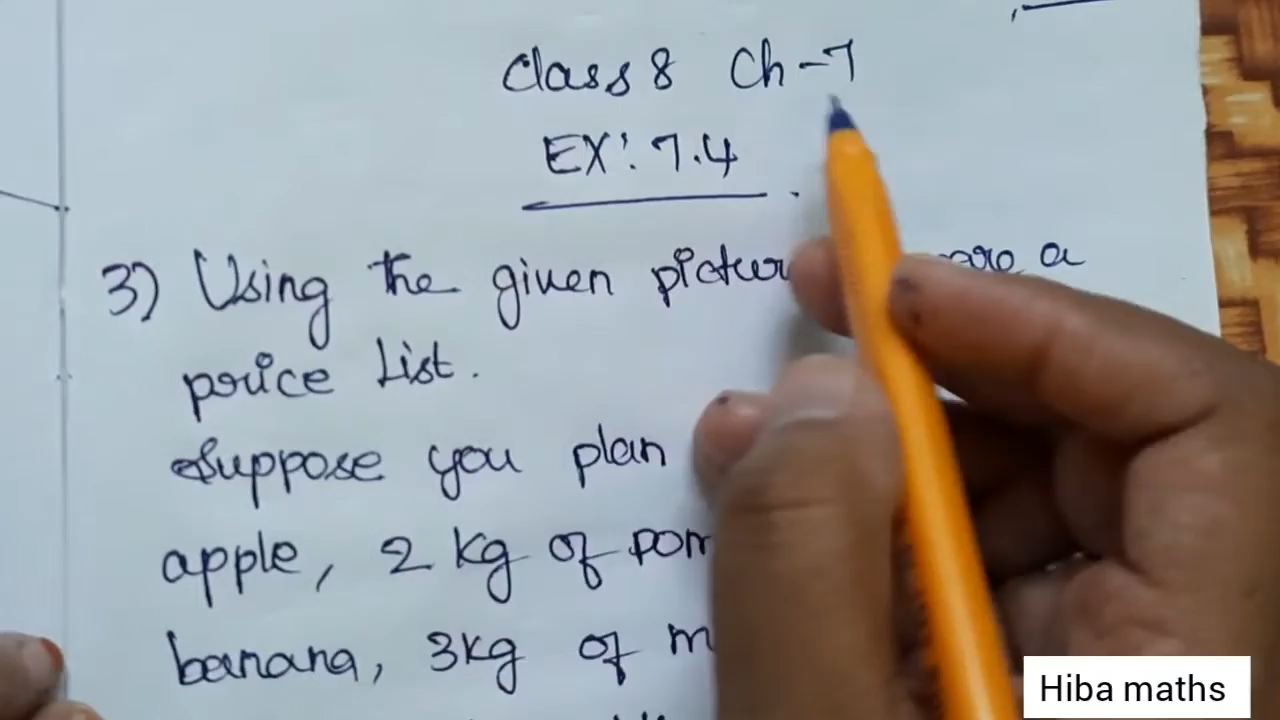 Class 8 Ch-7
EX: 7.4
3) Using the given picture a
price List.
Suppose you plan
apple, 2 kg of
banana, 3kg of
Hiba maths